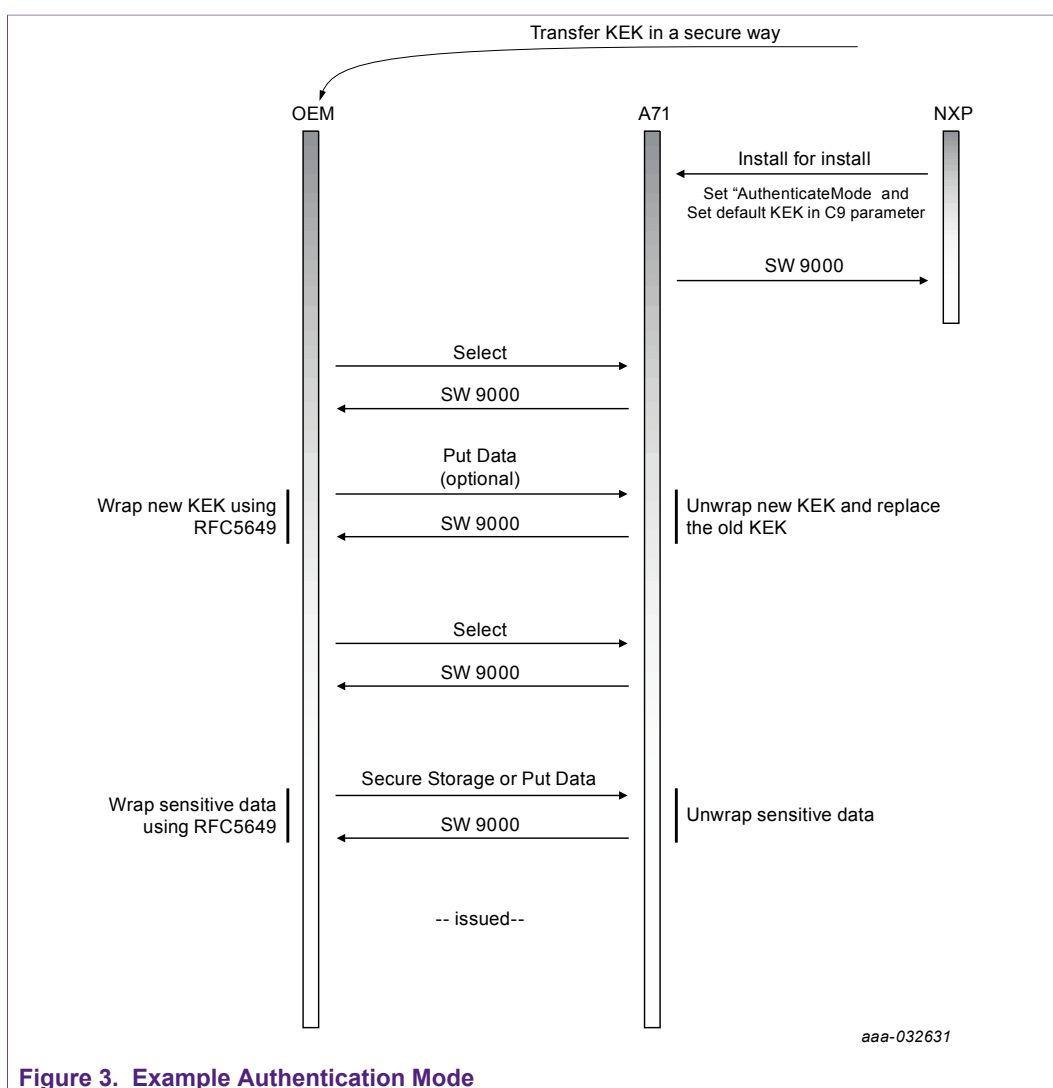 Transfer KEK in a secure way
OEM
A71
NXP
Install for install
Set “AuthenticateMode and
Set default KEK in C9 parameter
SW 9000
Select
SW 9000
Put Data
(optional)
Wrap new KEK using
RFC5649
SW 9000
Unwrap new KEK and replace
the old KEK
Select
SW 9000
Secure Storage or Put Data
Wrap sensitive data
using RFC5649
SW 9000
Unwrap sensitive data
-- issued--
aaa-032631
Figure 3. Example Authentication Mode